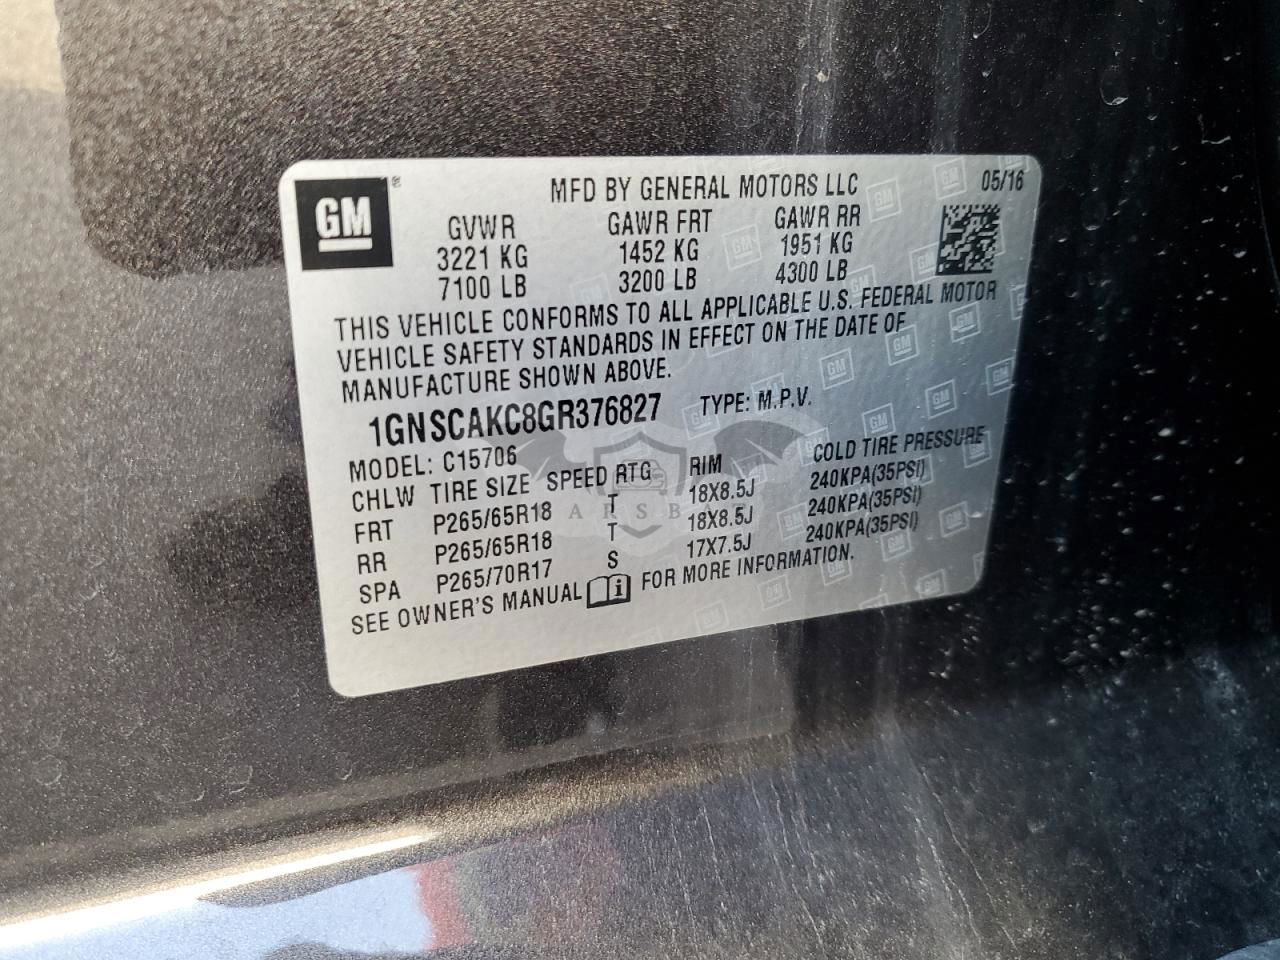 GM ® MFD BY GENERAL MOTORS LLC 05/16
GVWR GAWR FRT GAWR RR
3221 KG 1452 KG 1951 KG
7100 LB 3200 LB 4300 LB
THIS VEHICLE CONFORMS TO ALL APPLICABLE U.S. FEDERAL MOTOR
VEHICLE SAFETY STANDARDS IN EFFECT ON THE DATE OF
MANUFACTURE SHOWN ABOVE.
1GNSCAKC8GR376827 TYPE: M.P.V.
MODEL: C15706
CHLW TIRE SIZE SPEED RTG RIM COLD TIRE PRESSURE
FRT P265/65R18 T 18X8.5J 240KPA(35PSI)
RR P265/65R18 T 18X8.5J 240KPA(35PSI)
SPA P265/70R17 S 17X7.5J 240KPA(35PSI)
SEE OWNER'S MANUAL FOR MORE INFORMATION.